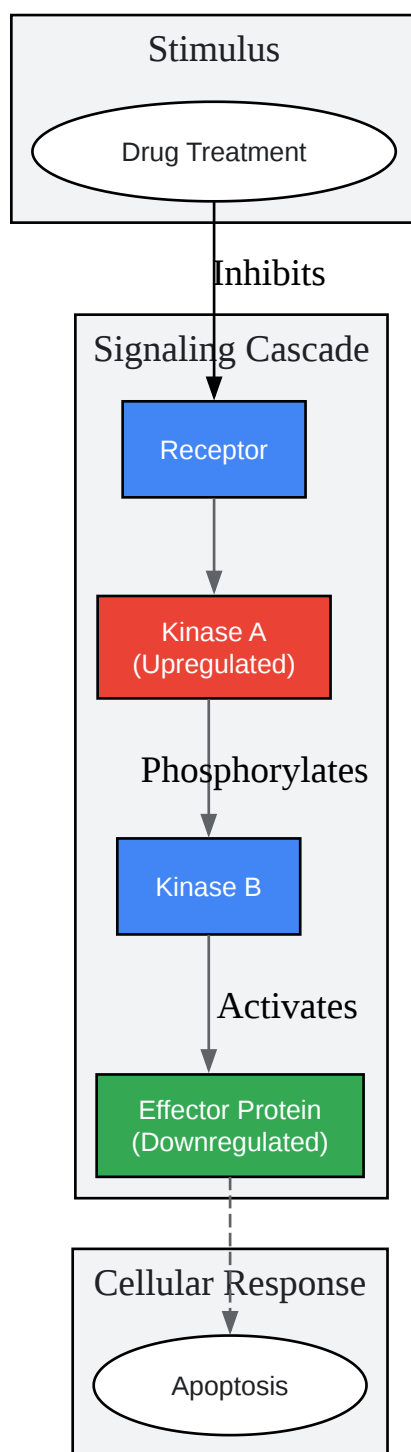 Stimulus
Drug Treatment
Inhibits
Signaling Cascade
Receptor
Kinase A
(Upregulated)
Phosphorylates
Kinase B
Activates
Effector Protein
(Downregulated)
Cellular Response
Apoptosis